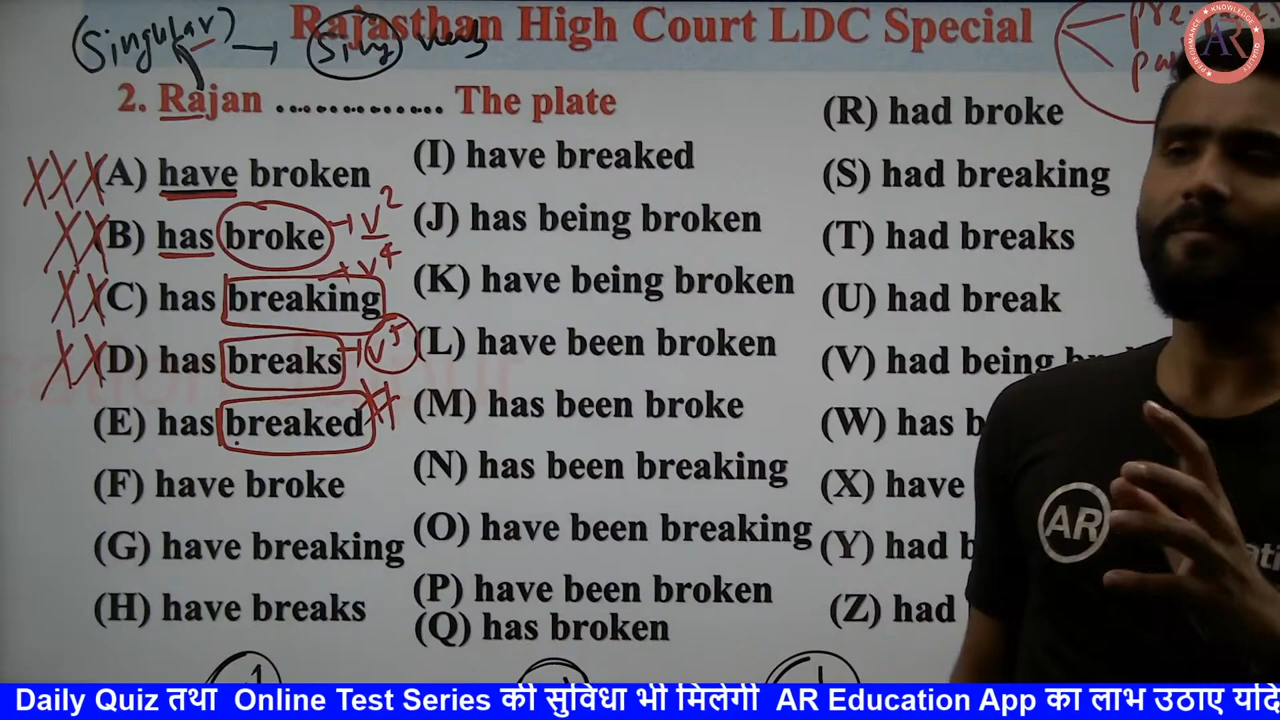 (Singular) → (Sing) verb
Rajasthan High Court LDC Special
2. Rajan ................ The plate
(A) have broken
(B) has broke → V2
(C) has breaking → V4
(D) has breaks → V5
(E) has breaked
(F) have broke
(G) have breaking
(H) have breaks
(I) have breaked
(J) has being broken
(K) have being broken
(L) have been broken
(M) has been broke
(N) has been breaking
(O) have been breaking
(P) have been broken
(Q) has broken
(R) had broke
(S) had breaking
(T) had breaks
(U) had break
(V) had being
(W) has
(X) have
(Y) had
(Z) had
KNOWLEDGE
PERFORMANCE
QUALITY
AR
AR
Daily Quiz तथा Online Test Series की सुविधा भी मिलेगी AR Education App का लाभ उठाए यदि